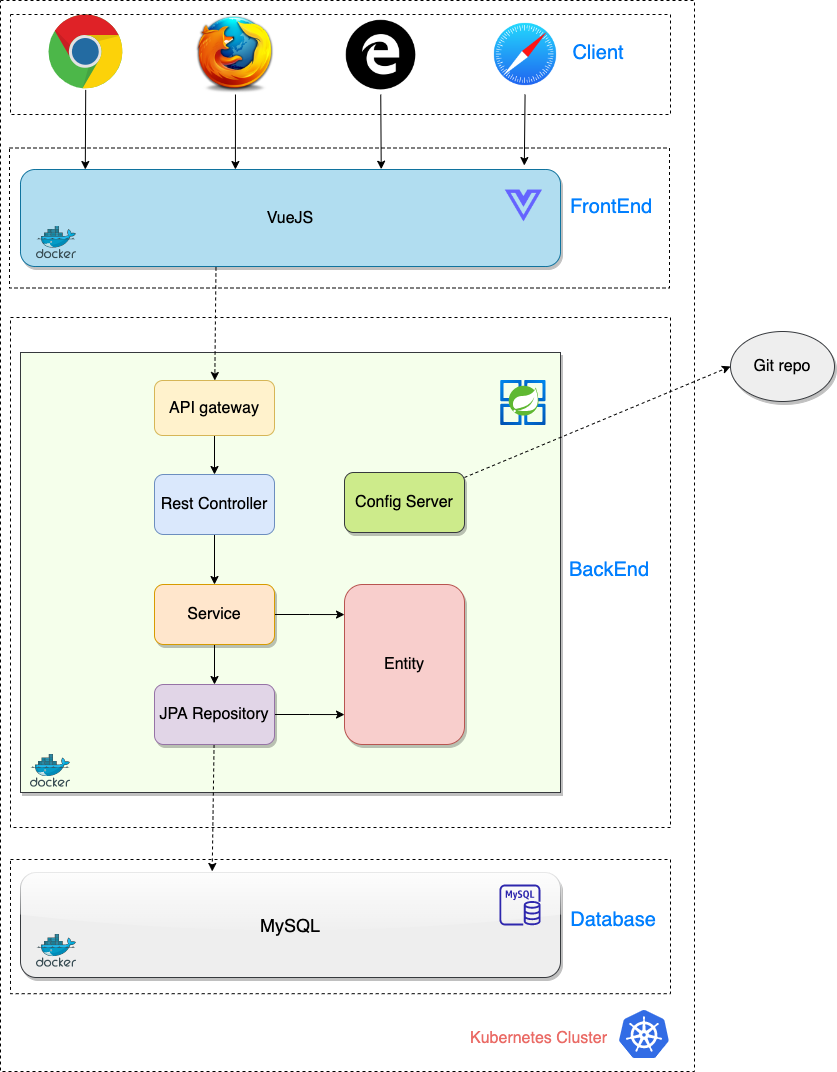 Client
FrontEnd
VueJS
docker
Git repo
API gateway
Rest Controller
Config Server
BackEnd
Service
Entity
JPA Repository
docker
MySQL
MySQL
Database
docker
Kubernetes Cluster